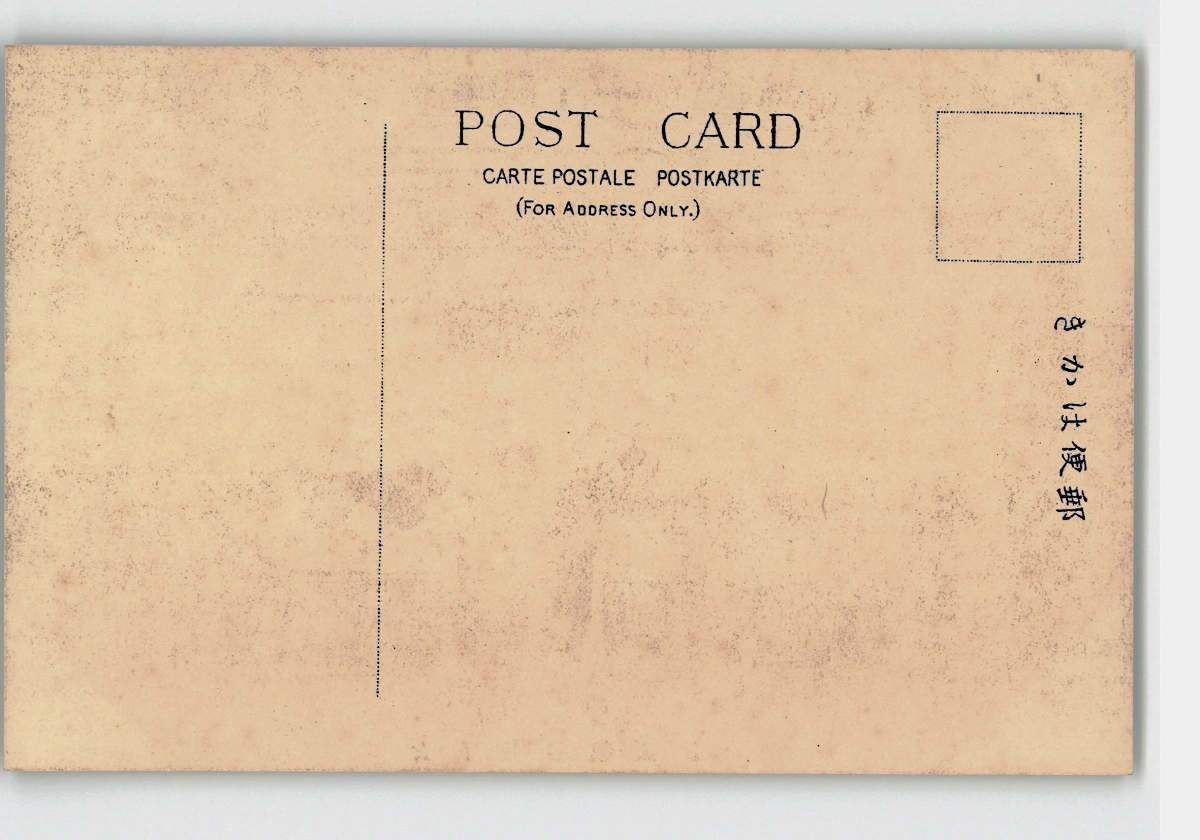 POST CARD
CARTE POSTALE POSTKARTE
(FOR ADDRESS ONLY.)
きかは便郵